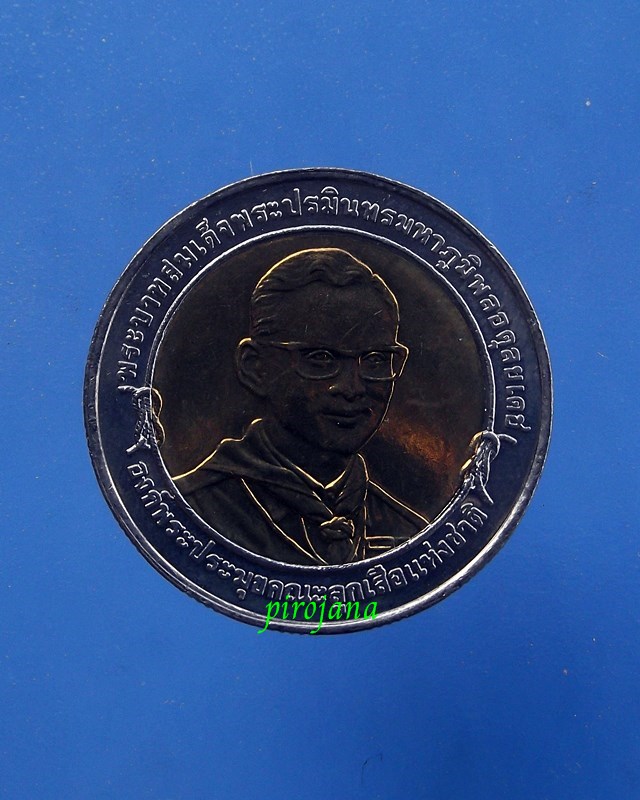 พระบาทสมเด็จพระปรมินทรมหาภูมิพลอดุลยเดช
องค์พระประมุขคณะลูกเสือแห่งชาติ
pirojana